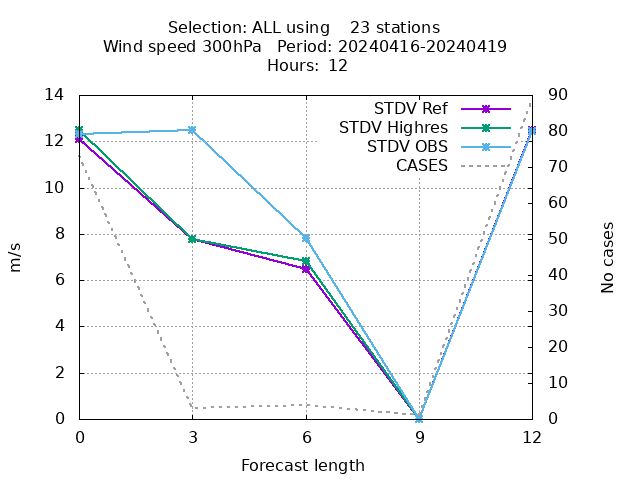 Selection: ALL using    23 stations
Wind speed 300hPa   Period: 20240416-20240419
Hours:  12
STDV Ref
STDV Highres
STDV OBS
CASES
m/s
14
12
10
8
6
4
2
0
90
80
70
60
50
40
30
20
10
0
No cases
0 3 6 9 12
Forecast length